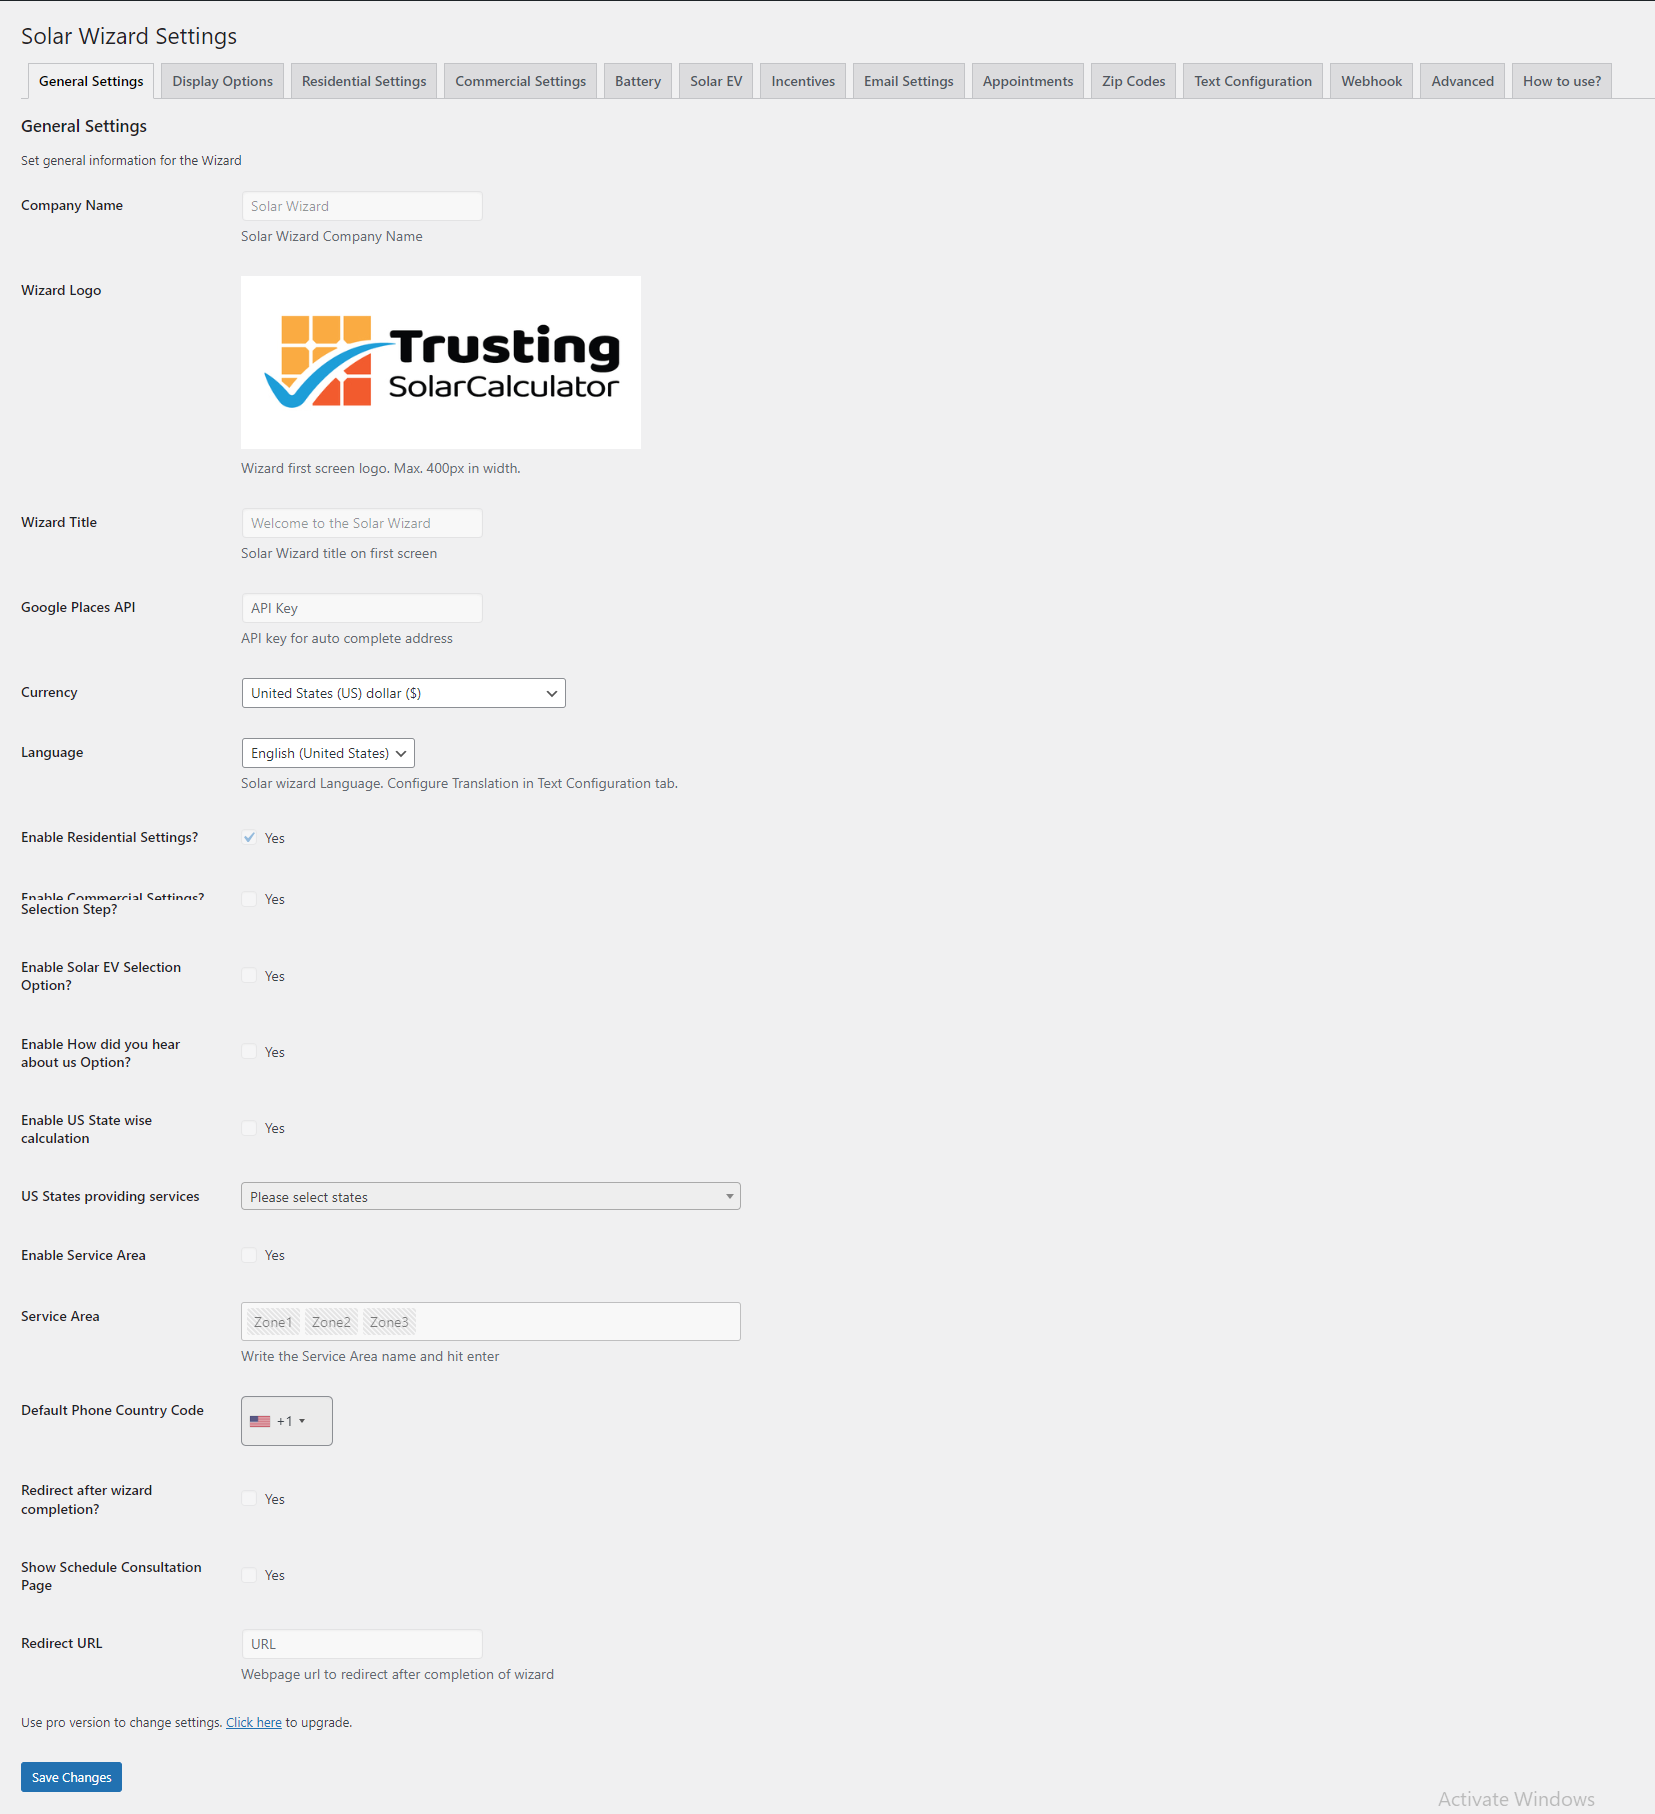 Solar Wizard Settings
General Settings Display Options Residential Settings Commercial Settings Battery Solar EV Incentives Email Settings Appointments Zip Codes Text Configuration Webhook Advanced How to use?
General Settings
Set general information for the Wizard
Company Name
Solar Wizard
Solar Wizard Company Name
Wizard Logo
Trusting
SolarCalculator
Wizard first screen logo. Max. 400px in width.
Wizard Title
Welcome to the Solar Wizard
Solar Wizard title on first screen
Google Places API
API Key
API key for auto complete address
Currency
United States (US) dollar ($)
Language
English (United States)
Solar wizard Language. Configure Translation in Text Configuration tab.
Enable Residential Settings?
Yes
Enable Commercial Settings?
Yes
Selection Step?
Enable Solar EV Selection
Option?
Yes
Enable How did you hear
about us Option?
Yes
Enable US State wise
calculation
Yes
US States providing services
Please select states
Enable Service Area
Yes
Service Area
Zone1 Zone2 Zone3
Write the Service Area name and hit enter
Default Phone Country Code
+1
Redirect after wizard
completion?
Yes
Show Schedule Consultation
Page
Yes
Redirect URL
URL
Webpage url to redirect after completion of wizard
Use pro version to change settings. Click here to upgrade.
Save Changes
Activate Windows